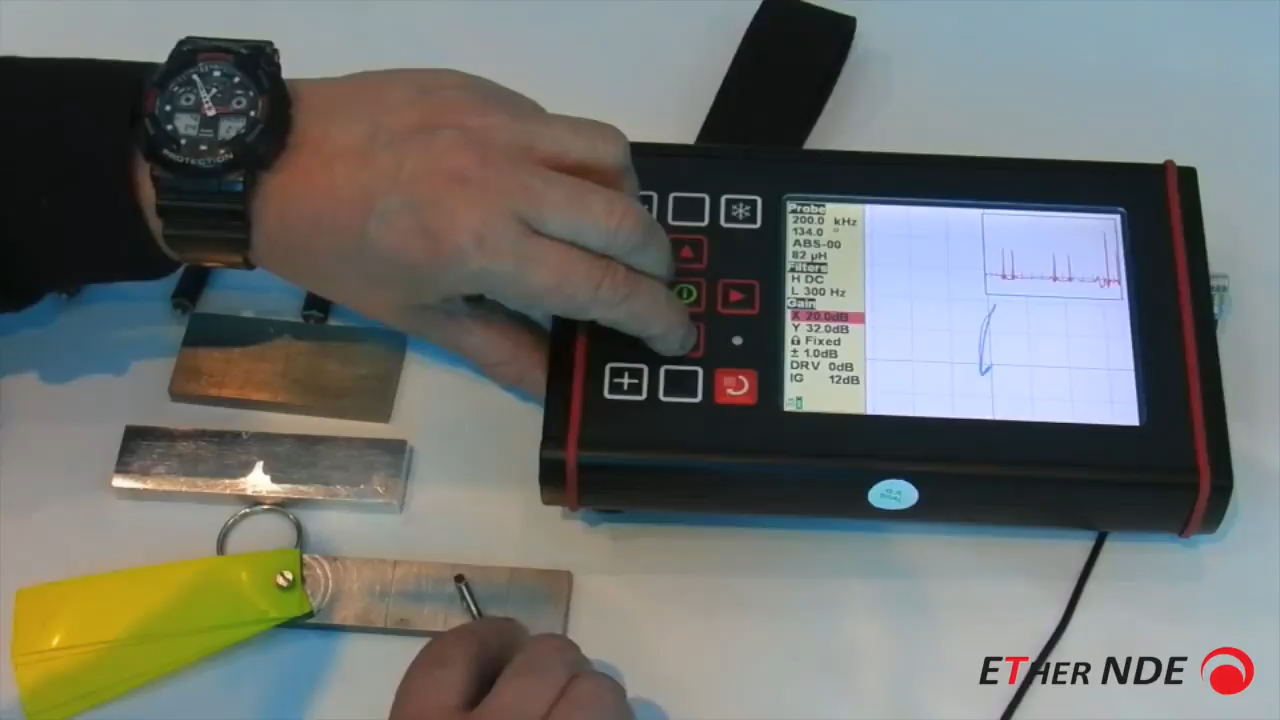 PROTECTION
Probe
200.0 kHz
134.0 °
ABS-00
82 µH
Filters
H DC
L 300 Hz
Gain
X 20.0dB
Y 32.0dB
Fixed
± 1.0dB
DRV 0dB
IG 12dB
ETHER NDE